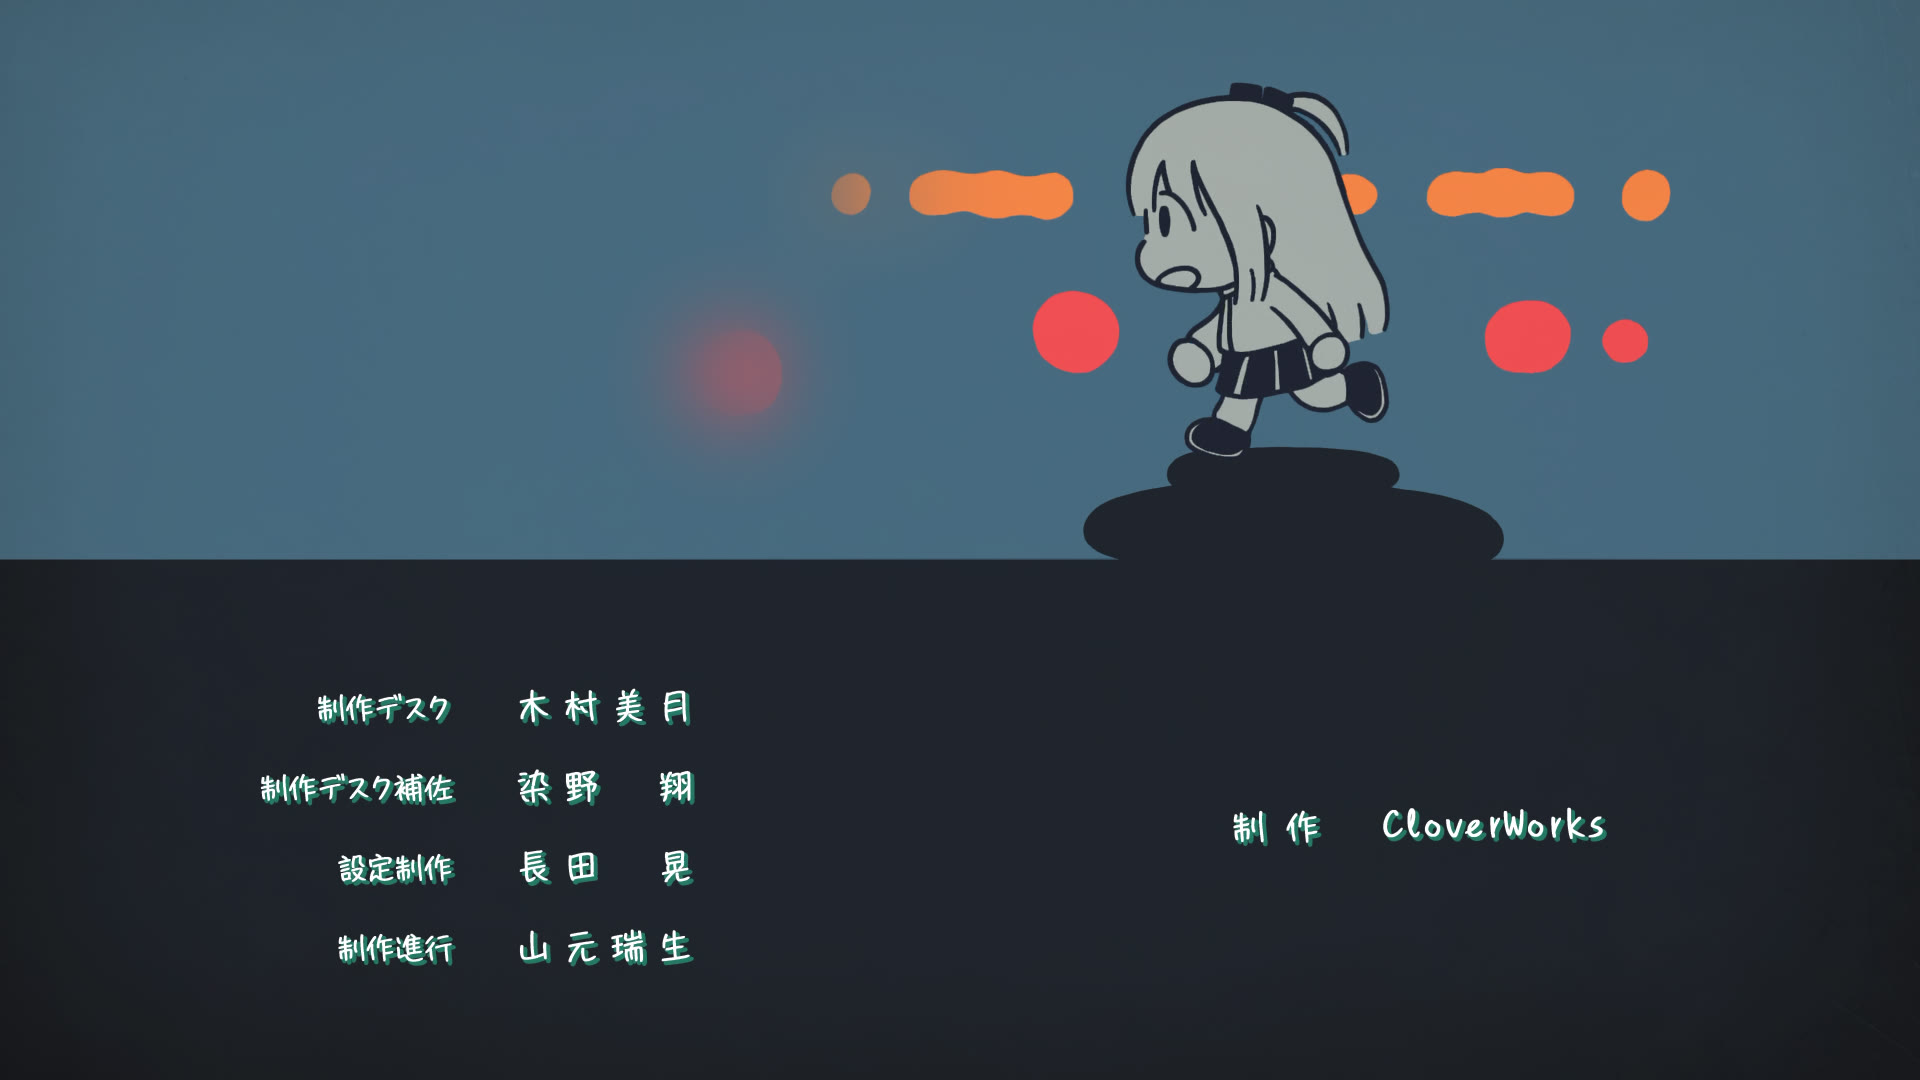 制作デスク 木村美月
制作デスク補佐 染野 翔
設定制作 長田 晃
制作進行 山元瑞生
制作 CloverWorks